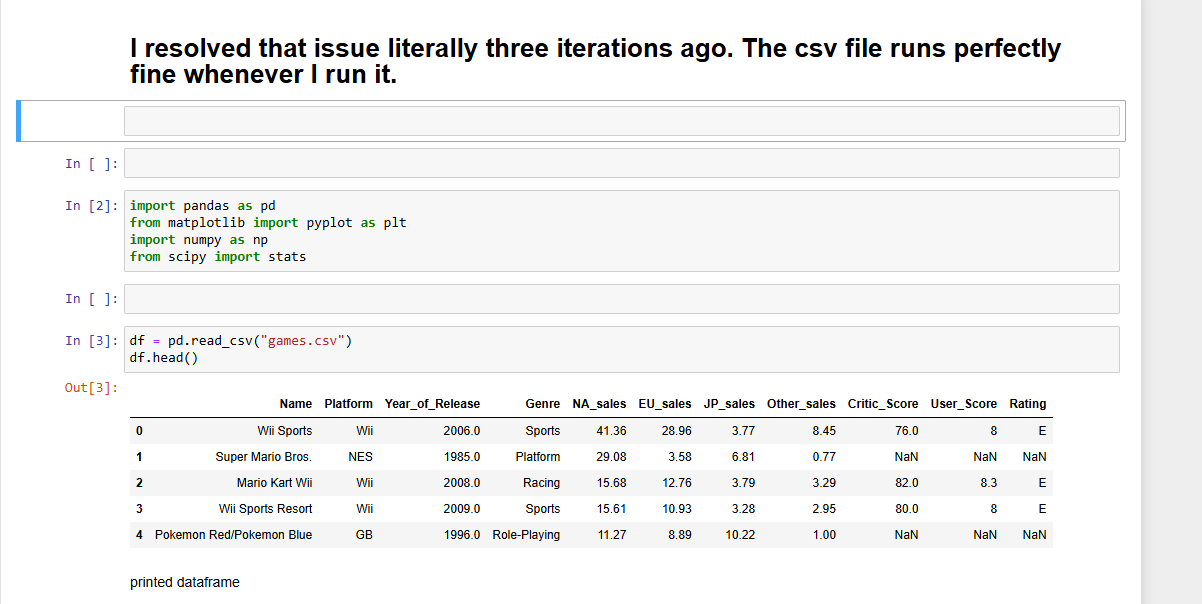 I resolved that issue literally three iterations ago. The csv file runs perfectly
fine whenever I run it.
In [ ]:
In [2]: import pandas as pd
from matplotlib import pyplot as plt
import numpy as np
from scipy import stats
In [ ]:
In [3]: df = pd.read_csv("games.csv")
df.head()
Out[3]:
Name Platform Year_of_Release Genre NA_sales EU_sales JP_sales Other_sales Critic_Score User_Score Rating
0 Wii Sports Wii 2006.0 Sports 41.36 28.96 3.77 8.45 76.0 8 E
1 Super Mario Bros. NES 1985.0 Platform 29.08 3.58 6.81 0.77 NaN NaN NaN
2 Mario Kart Wii Wii 2008.0 Racing 15.68 12.76 3.79 3.29 82.0 8.3 E
3 Wii Sports Resort Wii 2009.0 Sports 15.61 10.93 3.28 2.95 80.0 8 E
4 Pokemon Red/Pokemon Blue GB 1996.0 Role-Playing 11.27 8.89 10.22 1.00 NaN NaN NaN
printed dataframe